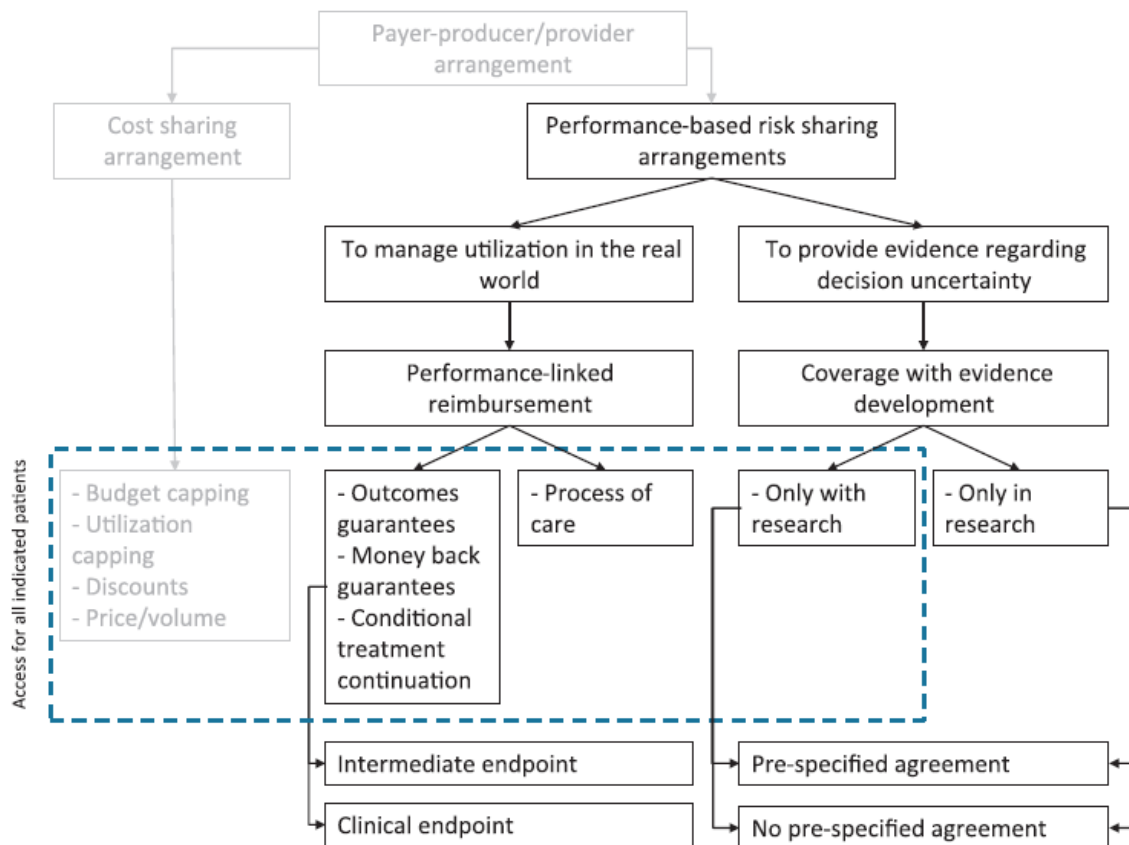 Payer-producer/provider
arrangement
Cost sharing
arrangement
Performance-based risk sharing
arrangements
To manage utilization in the real
world
To provide evidence regarding
decision uncertainty
Performance-linked
reimbursement
Coverage with evidence
development
Access for all indicated patients
- Budget capping
- Utilization
capping
- Discounts
- Price/volume
- Outcomes
guarantees
- Money back
guarantees
- Conditional
treatment
continuation
- Process of
care
- Only with
research
- Only in
research
Intermediate endpoint
Clinical endpoint
Pre-specified agreement
No pre-specified agreement